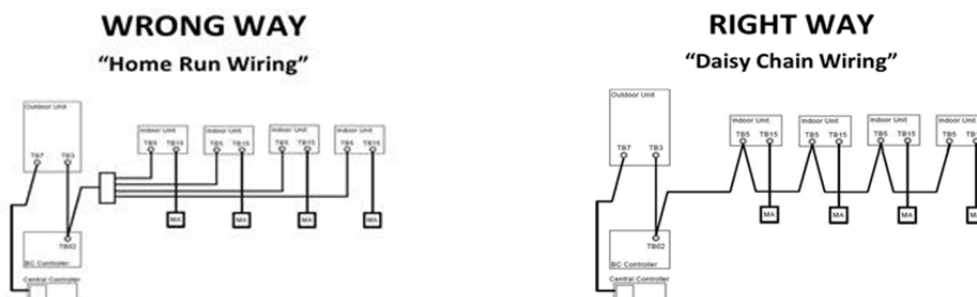 WRONG WAY
“Home Run Wiring”
Outdoor Unit
TB7 TB3
Indoor Unit
TB5 TB15
Indoor Unit
TB5 TB15
Indoor Unit
TB5 TB15
Indoor Unit
TB5 TB15
MA
MA
MA
MA
TB02
BC Controller
Central Controller
RIGHT WAY
“Daisy Chain Wiring”
Outdoor Unit
TB7 TB3
Indoor Unit
TB5 TB15
Indoor Unit
TB5 TB15
Indoor Unit
TB5 TB15
Indoor Unit
TB5
MA
MA
MA
TB02
BC Controller
Central Controller